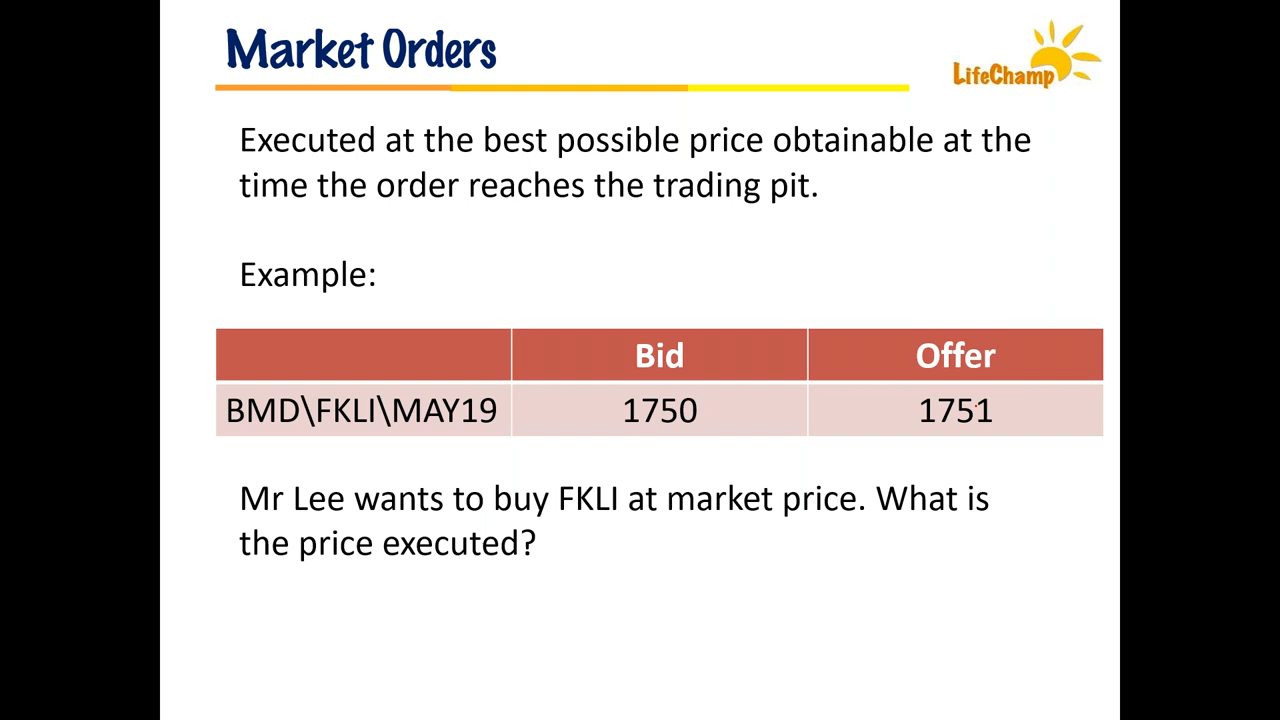 Market Orders
LifeChamp
Executed at the best possible price obtainable at the
time the order reaches the trading pit.
Example:
Bid Offer
BMD\FKLI\MAY19 1750 1751
Mr Lee wants to buy FKLI at market price. What is
the price executed?